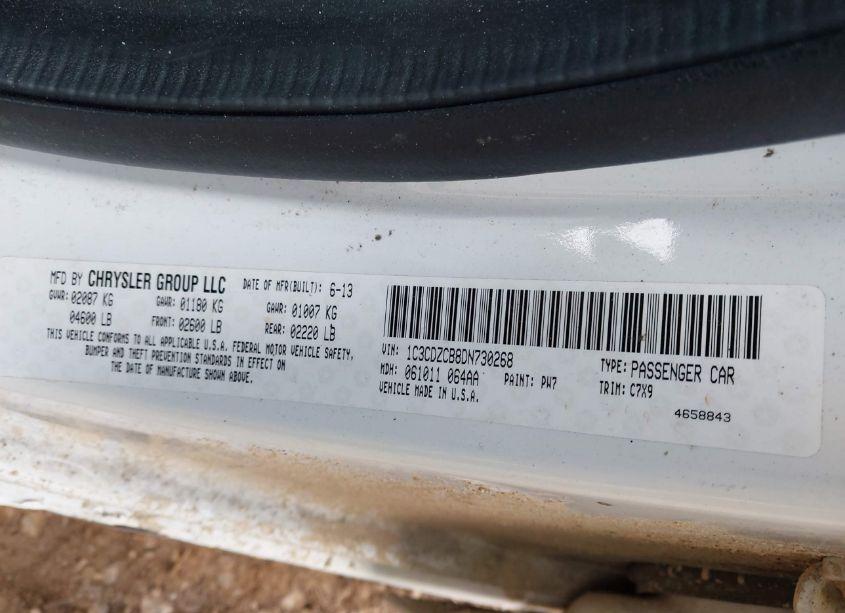 MFD BY CHRYSLER GROUP LLC DATE OF MFR(BUILT): 6-13
GVWR: 02087 KG GAWR: 01180 KG GAWR: 01007 KG
04600 LB FRONT: 02600 LB REAR: 02220 LB
THIS VEHICLE CONFORMS TO ALL APPLICABLE U.S.A. FEDERAL MOTOR VEHICLE SAFETY,
BUMPER AND THEFT PREVENTION STANDARDS IN EFFECT ON
THE DATE OF MANUFACTURE SHOWN ABOVE.
VIN: 1C3CDZCB8DN730268 TYPE: PASSENGER CAR
MDH: 061011 064AA PAINT: PW7 TRIM: C7X9
VEHICLE MADE IN U.S.A.
4658843